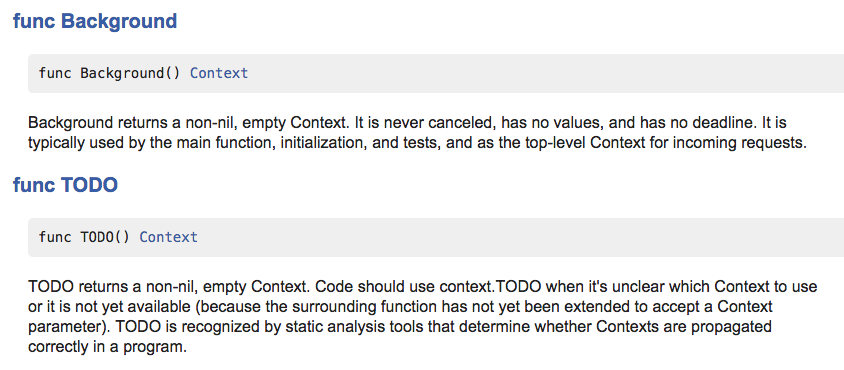 func Background
func Background() Context
Background returns a non-nil, empty Context. It is never canceled, has no values, and has no deadline. It is
typically used by the main function, initialization, and tests, and as the top-level Context for incoming requests.
func TODO
func TODO() Context
TODO returns a non-nil, empty Context. Code should use context.TODO when it's unclear which Context to use
or it is not yet available (because the surrounding function has not yet been extended to accept a Context
parameter). TODO is recognized by static analysis tools that determine whether Contexts are propagated
correctly in a program.